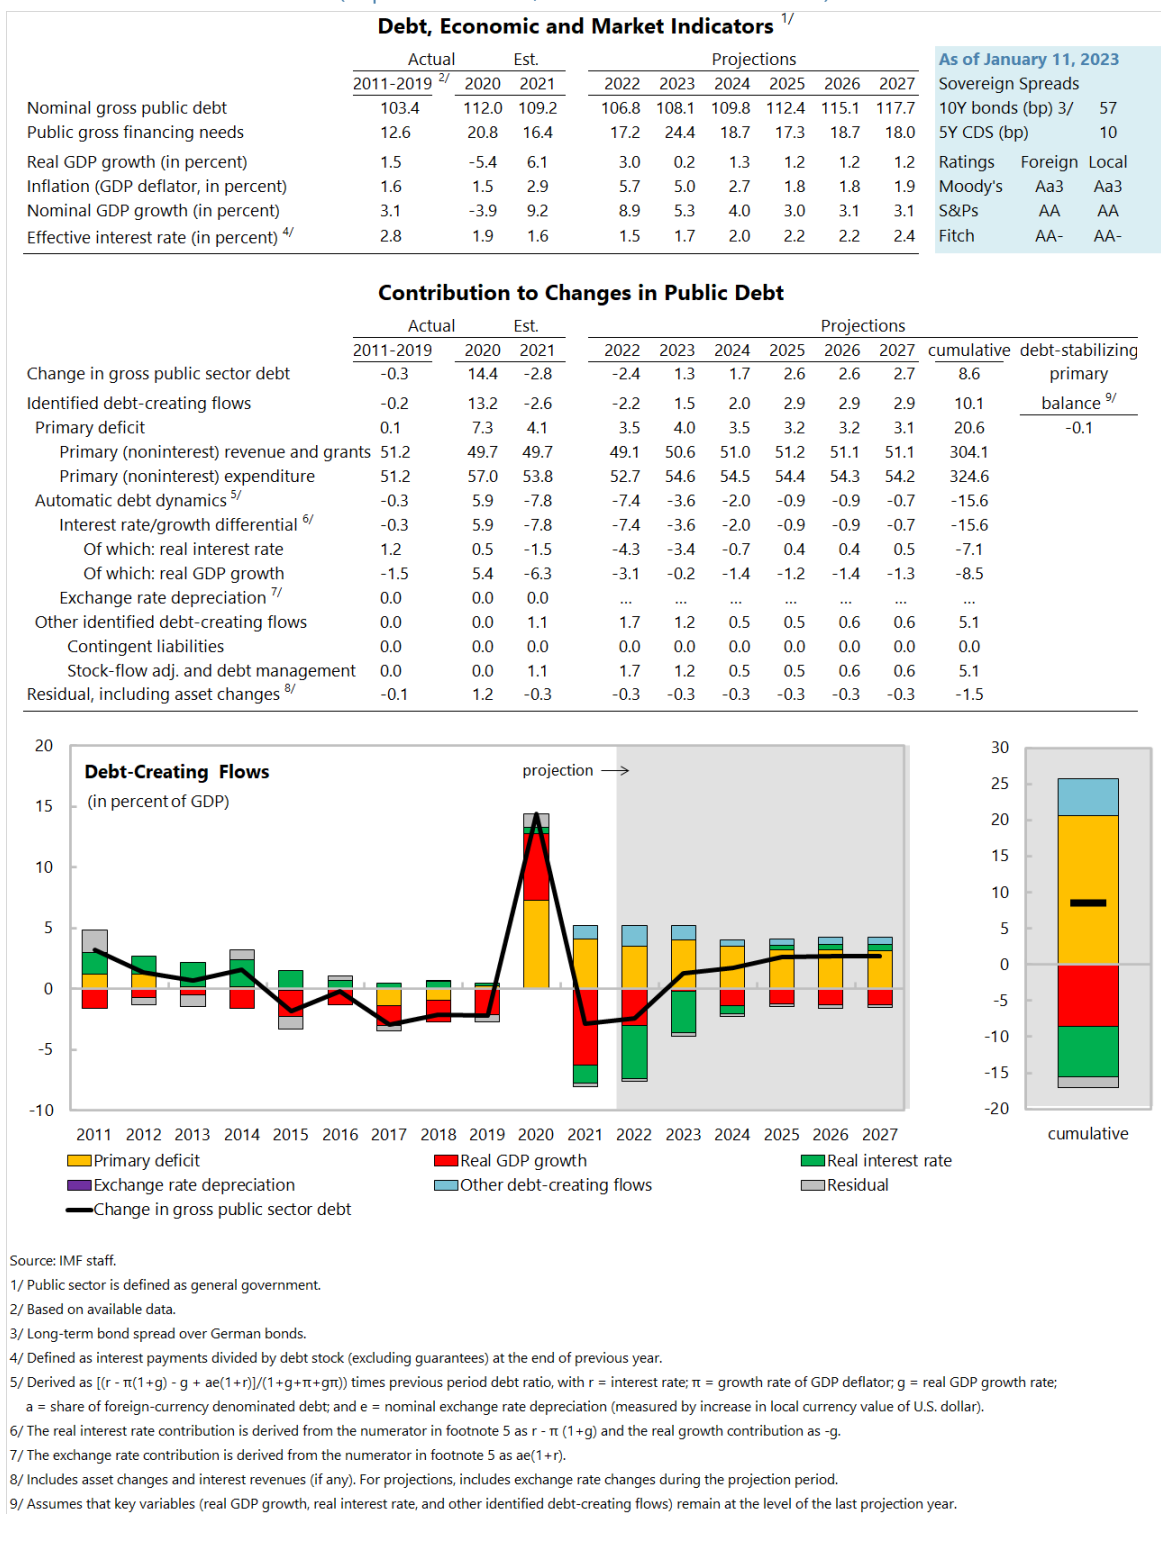 Debt, Economic and Market Indicators 1/
Actual Est. Projections As of January 11, 2023
2011-2019 2/ 2020 2021 2022 2023 2024 2025 2026 2027 Sovereign Spreads
Nominal gross public debt 103.4 112.0 109.2 106.8 108.1 109.8 112.4 115.1 117.7 10Y bonds (bp) 3/ 57
Public gross financing needs 12.6 20.8 16.4 17.2 24.4 18.7 17.3 18.7 18.0 5Y CDS (bp) 10
Real GDP growth (in percent) 1.5 -5.4 6.1 3.0 0.2 1.3 1.2 1.2 1.2 Ratings Foreign Local
Inflation (GDP deflator, in percent) 1.6 1.5 2.9 5.7 5.0 2.7 1.8 1.8 1.9 Moody's Aa3 Aa3
Nominal GDP growth (in percent) 3.1 -3.9 9.2 8.9 5.3 4.0 3.0 3.1 3.1 S&Ps AA AA
Effective interest rate (in percent) 4/ 2.8 1.9 1.6 1.5 1.7 2.0 2.2 2.2 2.4 Fitch AA- AA-
Contribution to Changes in Public Debt
Actual Est. Projections
2011-2019 2020 2021 2022 2023 2024 2025 2026 2027 cumulative debt-stabilizing
Change in gross public sector debt -0.3 14.4 -2.8 -2.4 1.3 1.7 2.6 2.6 2.7 8.6 primary
Identified debt-creating flows -0.2 13.2 -2.6 -2.2 1.5 2.0 2.9 2.9 2.9 10.1 balance 9/
Primary deficit 0.1 7.3 4.1 3.5 4.0 3.5 3.2 3.2 3.1 20.6 -0.1
Primary (noninterest) revenue and grants 51.2 49.7 49.7 49.1 50.6 51.0 51.2 51.1 51.1 304.1
Primary (noninterest) expenditure 51.2 57.0 53.8 52.7 54.6 54.5 54.4 54.3 54.2 324.6
Automatic debt dynamics 5/ -0.3 5.9 -7.8 -7.4 -3.6 -2.0 -0.9 -0.9 -0.7 -15.6
Interest rate/growth differential 6/ -0.3 5.9 -7.8 -7.4 -3.6 -2.0 -0.9 -0.9 -0.7 -15.6
Of which: real interest rate 1.2 0.5 -1.5 -4.3 -3.4 -0.7 0.4 0.4 0.5 -7.1
Of which: real GDP growth -1.5 5.4 -6.3 -3.1 -0.2 -1.4 -1.2 -1.4 -1.3 -8.5
Exchange rate depreciation 7/ 0.0 0.0 0.0 ... ... ... ... ... ... ...
Other identified debt-creating flows 0.0 0.0 1.1 1.7 1.2 0.5 0.5 0.6 0.6 5.1
Contingent liabilities 0.0 0.0 0.0 0.0 0.0 0.0 0.0 0.0 0.0 0.0
Stock-flow adj. and debt management 0.0 0.0 1.1 1.7 1.2 0.5 0.5 0.6 0.6 5.1
Residual, including asset changes 8/ -0.1 1.2 -0.3 -0.3 -0.3 -0.3 -0.3 -0.3 -0.3 -1.5
Debt-Creating Flows
(in percent of GDP)
projection
20
15
10
5
0
-5
-10
2011 2012 2013 2014 2015 2016 2017 2018 2019 2020 2021 2022 2023 2024 2025 2026 2027
30
25
20
15
10
5
0
-5
-10
-15
-20
cumulative
Primary deficit Real GDP growth Real interest rate
Exchange rate depreciation Other debt-creating flows Residual
Change in gross public sector debt
Source: IMF staff.
1/ Public sector is defined as general government.
2/ Based on available data.
3/ Long-term bond spread over German bonds.
4/ Defined as interest payments divided by debt stock (excluding guarantees) at the end of previous year.
5/ Derived as [(r - π(1+g) - g + ae(1+r)]/(1+g+π+gπ)) times previous period debt ratio, with r = interest rate; π = growth rate of GDP deflator; g = real GDP growth rate;
a = share of foreign-currency denominated debt; and e = nominal exchange rate depreciation (measured by increase in local currency value of U.S. dollar).
6/ The real interest rate contribution is derived from the numerator in footnote 5 as r - π (1+g) and the real growth contribution as -g.
7/ The exchange rate contribution is derived from the numerator in footnote 5 as ae(1+r).
8/ Includes asset changes and interest revenues (if any). For projections, includes exchange rate changes during the projection period.
9/ Assumes that key variables (real GDP growth, real interest rate, and other identified debt-creating flows) remain at the level of the last projection year.